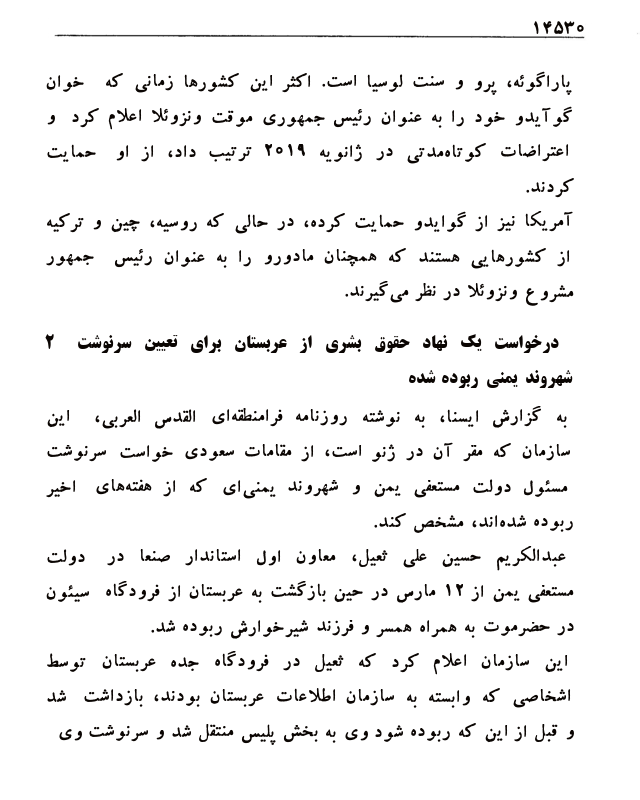 ۱۴۵۳۰
پاراگوئه، پرو و سنت لوسیا است. اکثر این کشورها زمانی که خوان
گوآیدو خود را به عنوان رئیس جمهوری موقت ونزوئلا اعلام کرد و
اعتراضات کوتاه‌مدتی در ژانویه ۲۰۱۹ ترتیب داد، از او حمایت
کردند.
آمریکا نیز از گوایدو حمایت کرده، در حالی که روسیه، چین و ترکیه
از کشورهایی هستند که همچنان مادورو را به عنوان رئیس جمهور
مشروع ونزوئلا در نظر می‌گیرند.
درخواست یک نهاد حقوق بشری از عربستان برای تعیین سرنوشت ۲
شهروند یمنی ربوده شده
به گزارش ایسنا، به نوشته روزنامه فرامنطقه‌ای القدس العربی، این
سازمان که مقر آن در ژنو است، از مقامات سعودی خواست سرنوشت
مسئول دولت مستعفی یمن و شهروند یمنی‌ای که از هفته‌های اخیر
ربوده شده‌اند، مشخص کند.
عبدالکریم حسین علی ثعیل، معاون اول استاندار صنعا در دولت
مستعفی یمن از ۱۲ مارس در حین بازگشت به عربستان از فرودگاه سیئون
در حضرموت به همراه همسر و فرزند شیرخوارش ربوده شد.
این سازمان اعلام کرد که ثعیل در فرودگاه جده عربستان توسط
اشخاصی که وابسته به سازمان اطلاعات عربستان بودند، بازداشت شد
و قبل از این که ربوده شود وی به بخش پلیس منتقل شد و سرنوشت وی